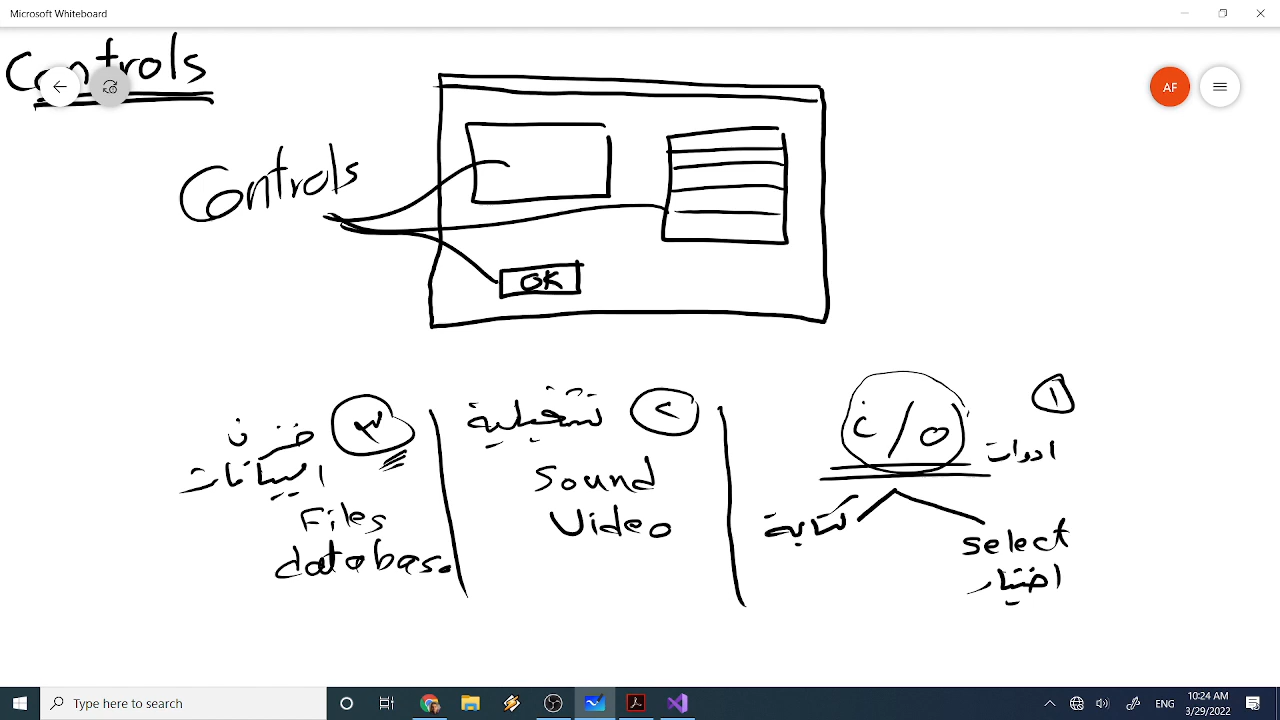 Microsoft Whiteboard
Controls
AF
Controls
OK
١
ادوات
i/o
select
اختيار
كتابة
٢
تشغيلية
Sound
Video
٣
خزن
البيانات
Files
database
Type here to search
ENG
10:24 AM
3/29/2022